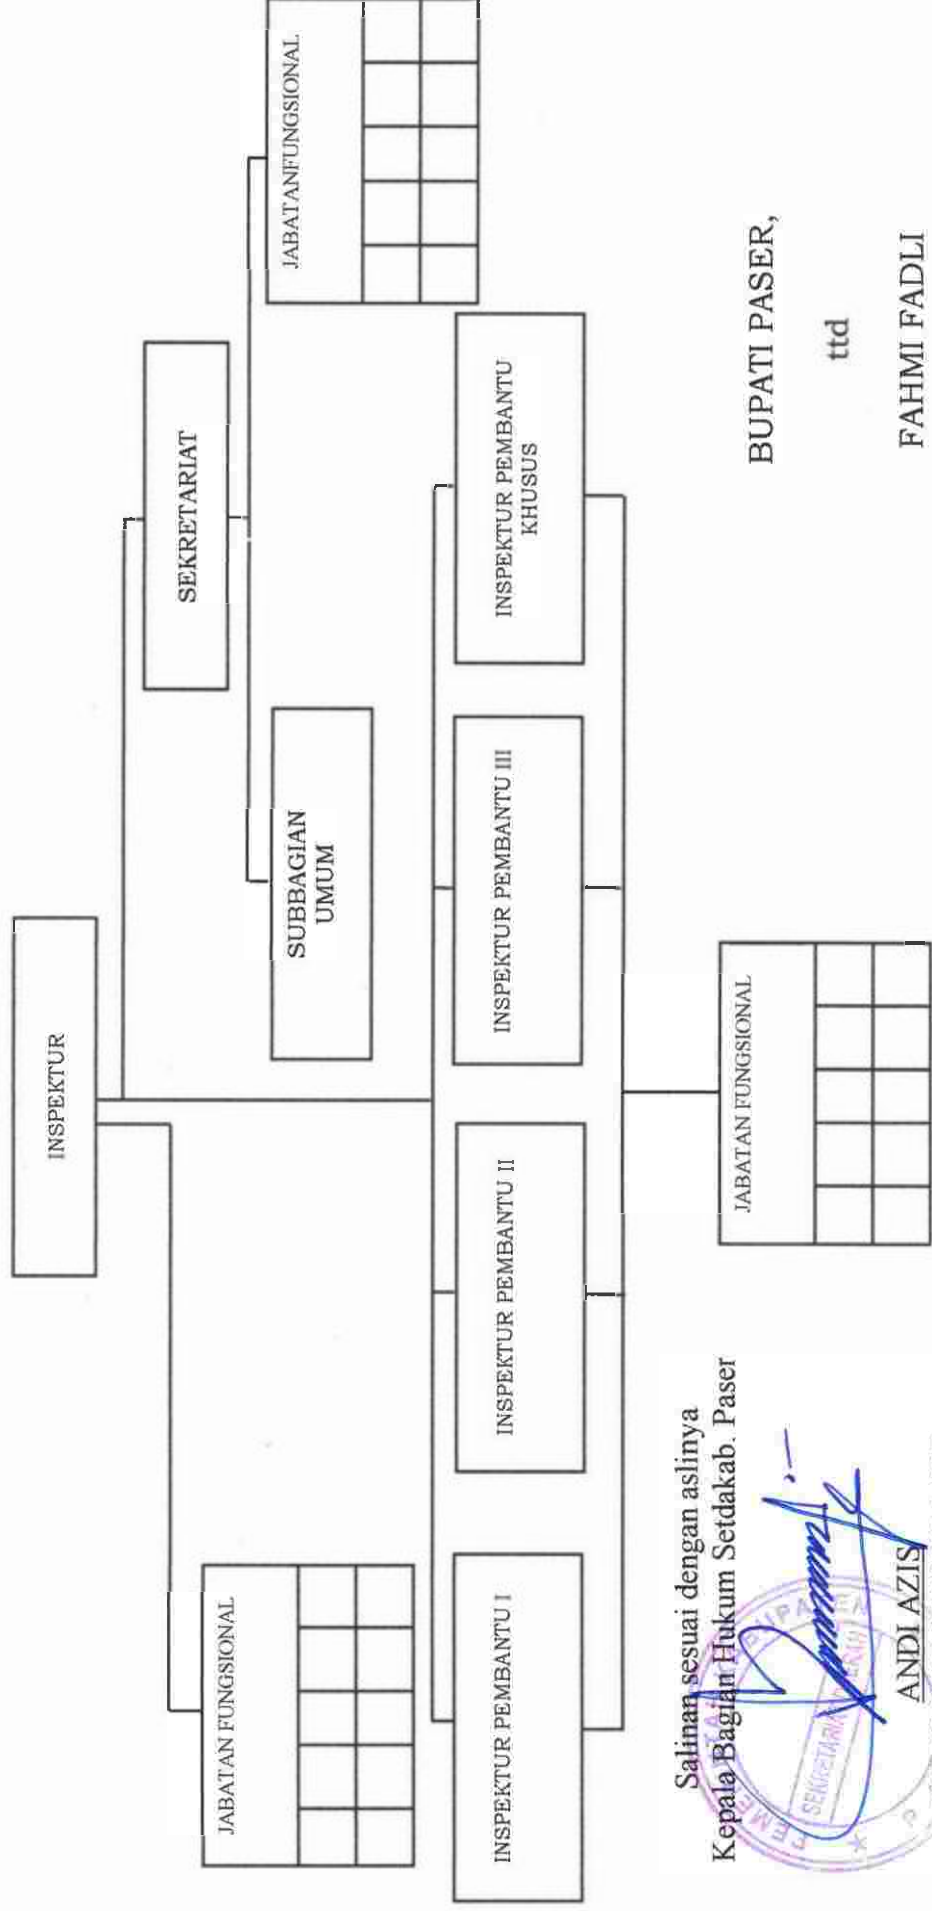 INSPEKTUR
SEKRETARIAT
JABATAN FUNGSIONAL
SUBBAGIAN
UMUM
JABATANFUNGSIONAL
INSPEKTUR PEMBANTU I
INSPEKTUR PEMBANTU II
INSPEKTUR PEMBANTU III
INSPEKTUR PEMBANTU
KHUSUS
JABATAN FUNGSIONAL
Salinan sesuai dengan aslinya
Kepala Bagian Hukum Setdakab. Paser
ANDI AZIS
BUPATI PASER,
ttd
FAHMI FADLI